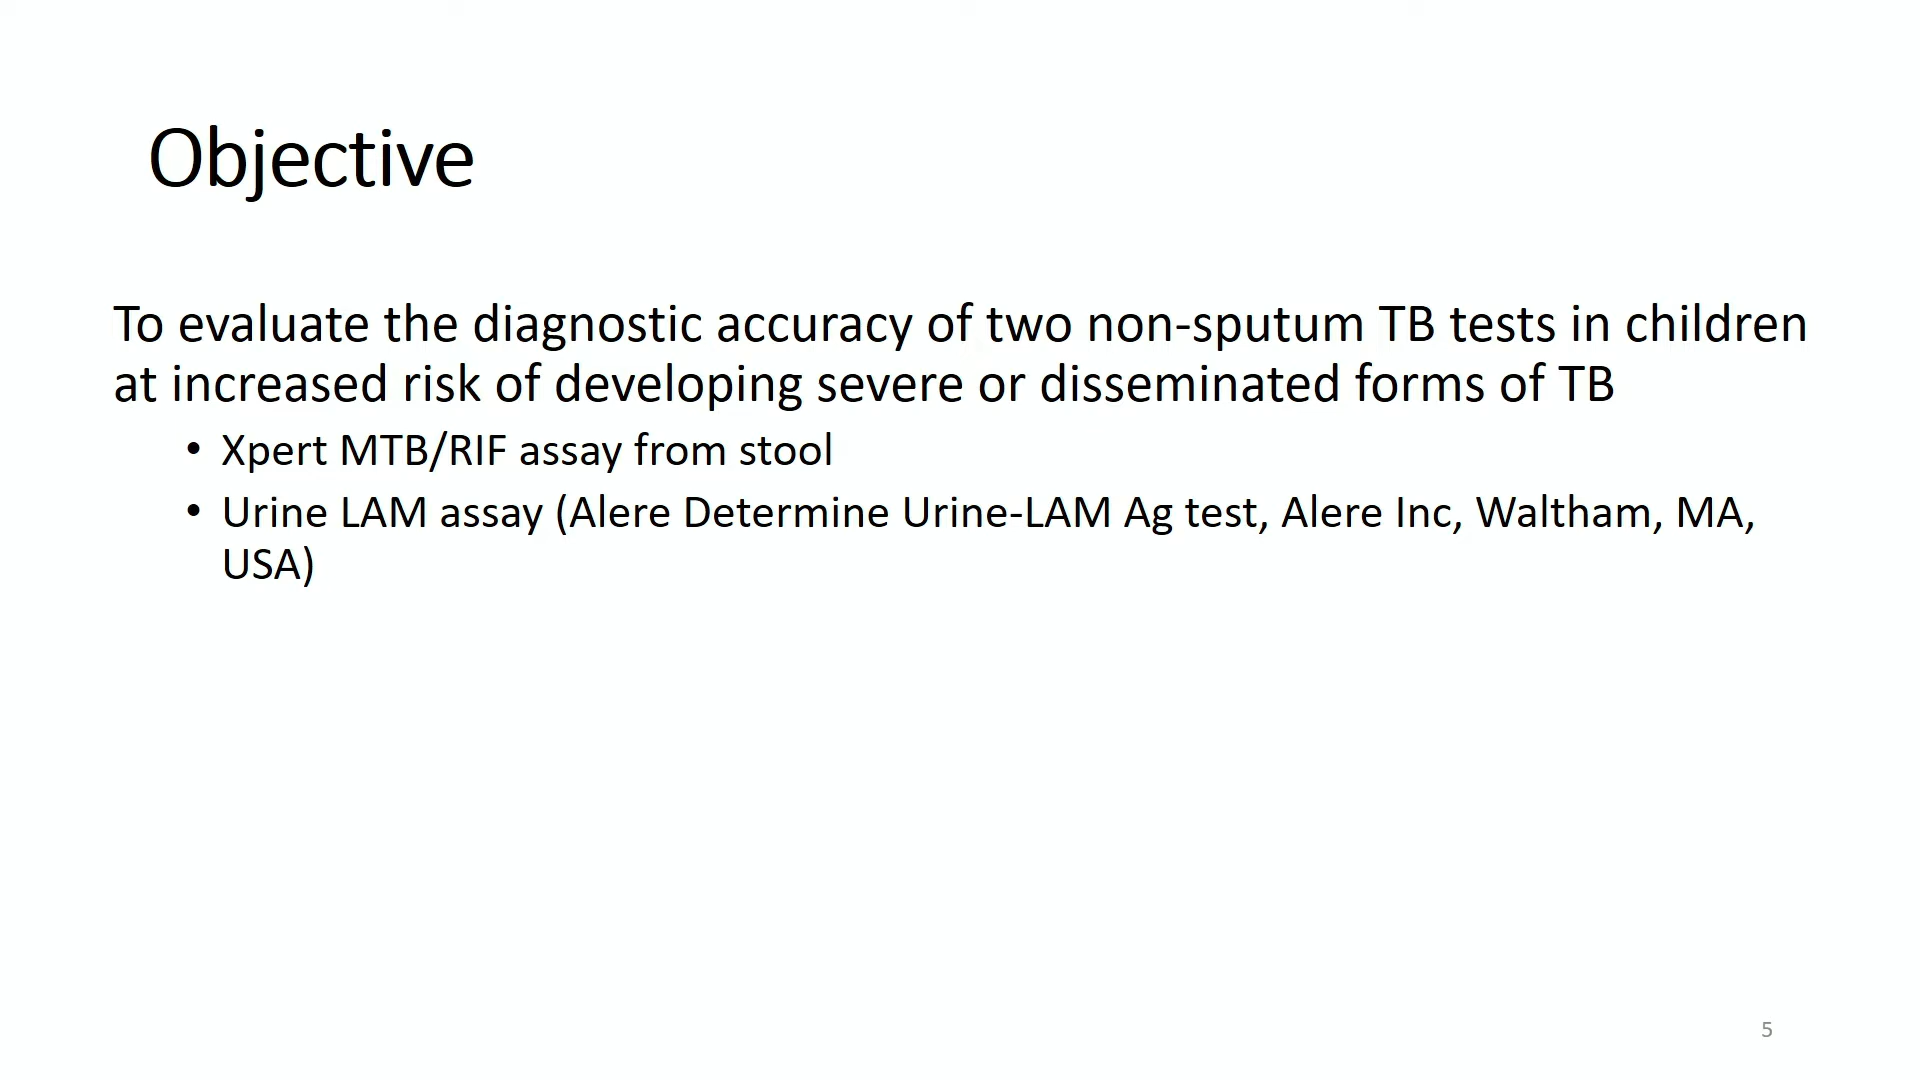 Objective
To evaluate the diagnostic accuracy of two non-sputum TB tests in children
at increased risk of developing severe or disseminated forms of TB
• Xpert MTB/RIF assay from stool
• Urine LAM assay (Alere Determine Urine-LAM Ag test, Alere Inc, Waltham, MA,
USA)
5